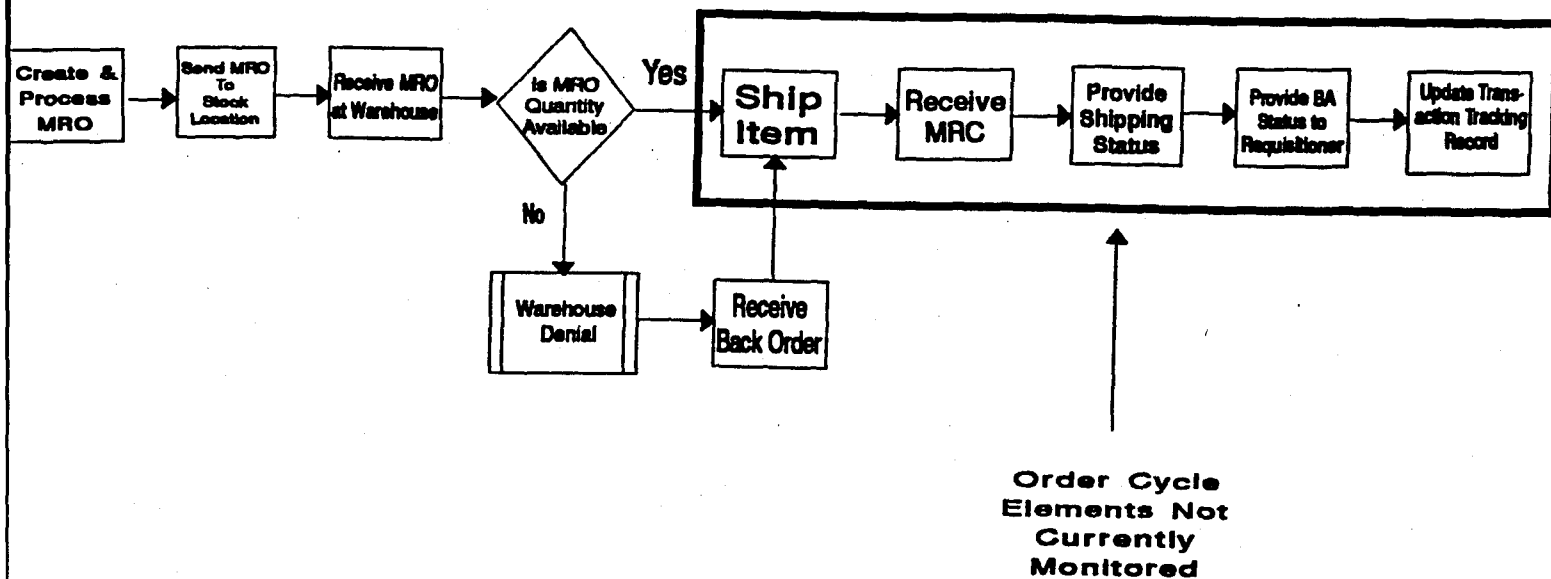 Create &
Process
MRO
Send MRO
To
Stock
Location
Receive MRO
at Warehouse
Is MRO
Quantity
Available
Yes
Ship
Item
Receive
MRC
Provide
Shipping
Status
Provide BA
Status to
Requisitioner
Update Trans-
action Tracking
Record
No
Warehouse
Denial
Receive
Back Order
Order Cycle
Elements Not
Currently
Monitored